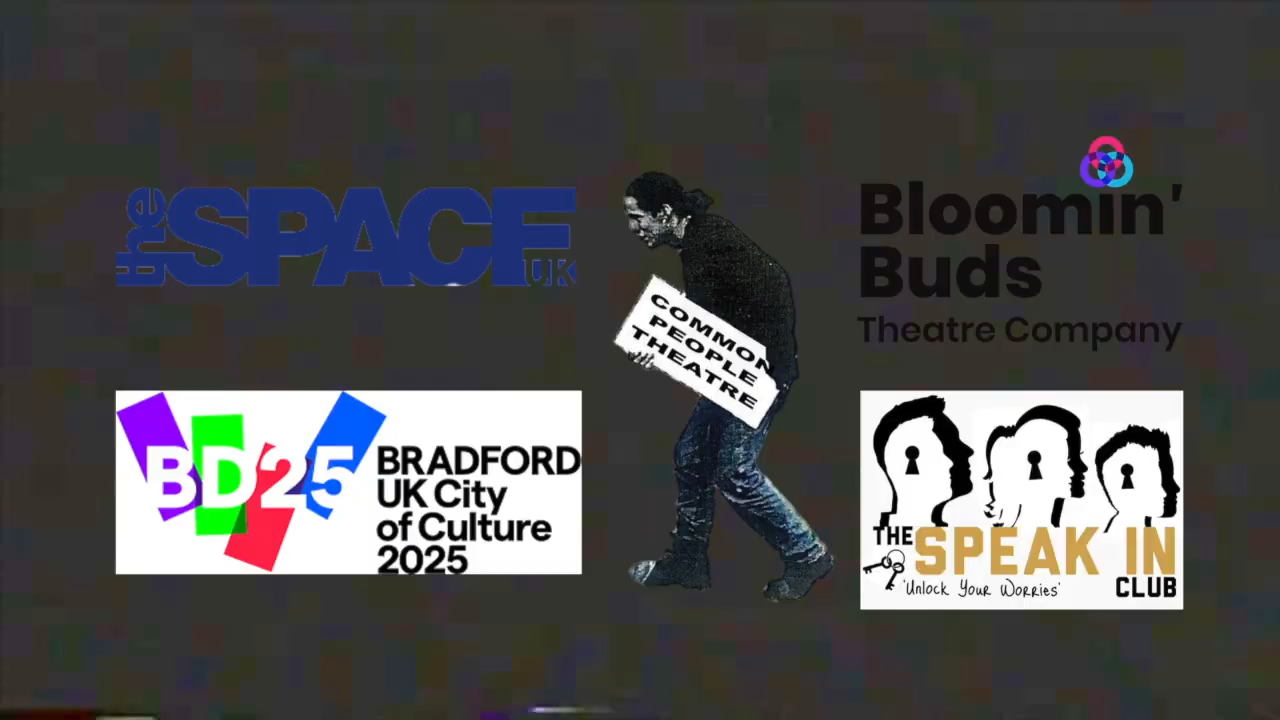 the SPACE UK
COMMON
PEOPLE
THEATRE
Bloomin'
Buds
Theatre Company
BD25
BRADFORD
UK City
of Culture
2025
THE SPEAK IN
'Unlock Your Worries'
CLUB